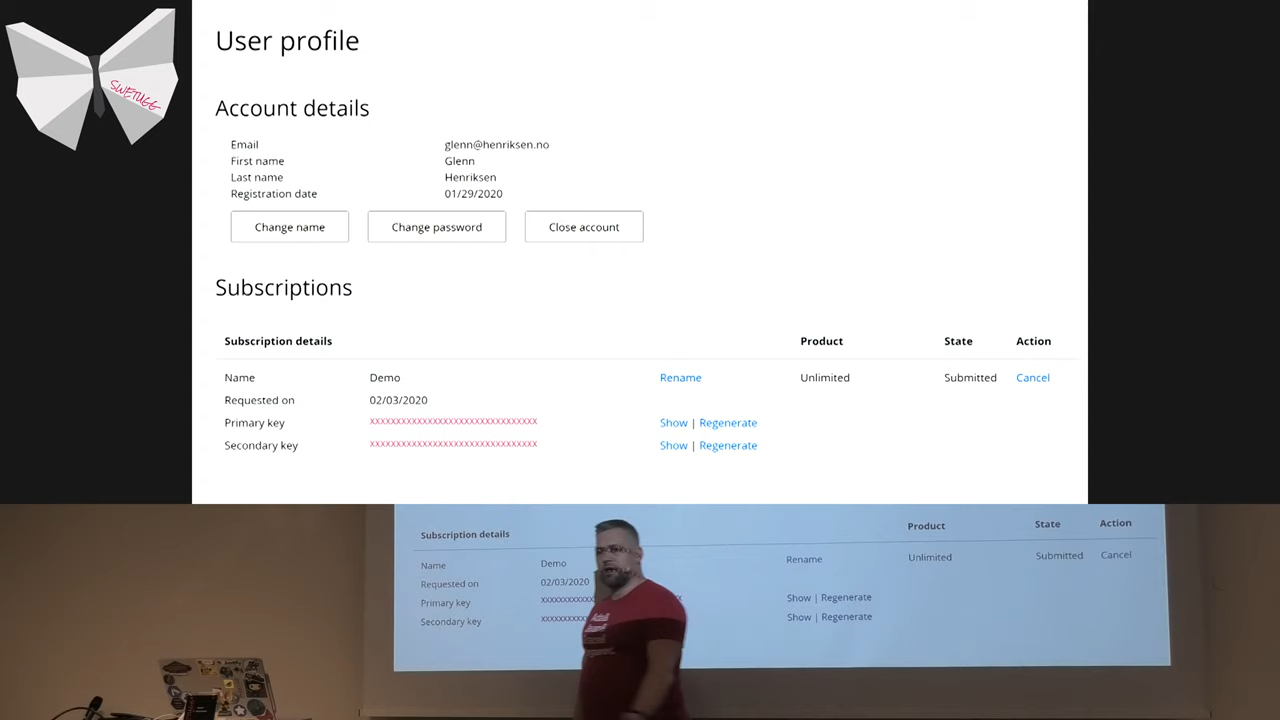 SWETUGG
User profile
Account details
Email glenn@henriksen.no
First name Glenn
Last name Henriksen
Registration date 01/29/2020
Change name Change password Close account
Subscriptions
Subscription details Product State Action
Name Demo Rename Unlimited Submitted Cancel
Requested on 02/03/2020
Primary key XXXXXXXXXXXXXXXXXXXXXXXXXXXXXXXX Show | Regenerate
Secondary key XXXXXXXXXXXXXXXXXXXXXXXXXXXXXXXX Show | Regenerate
Subscription details Product State Action
Name Demo Rename Unlimited Submitted Cancel
Requested on 02/03/2020
Primary key Show | Regenerate
Secondary key Show | Regenerate